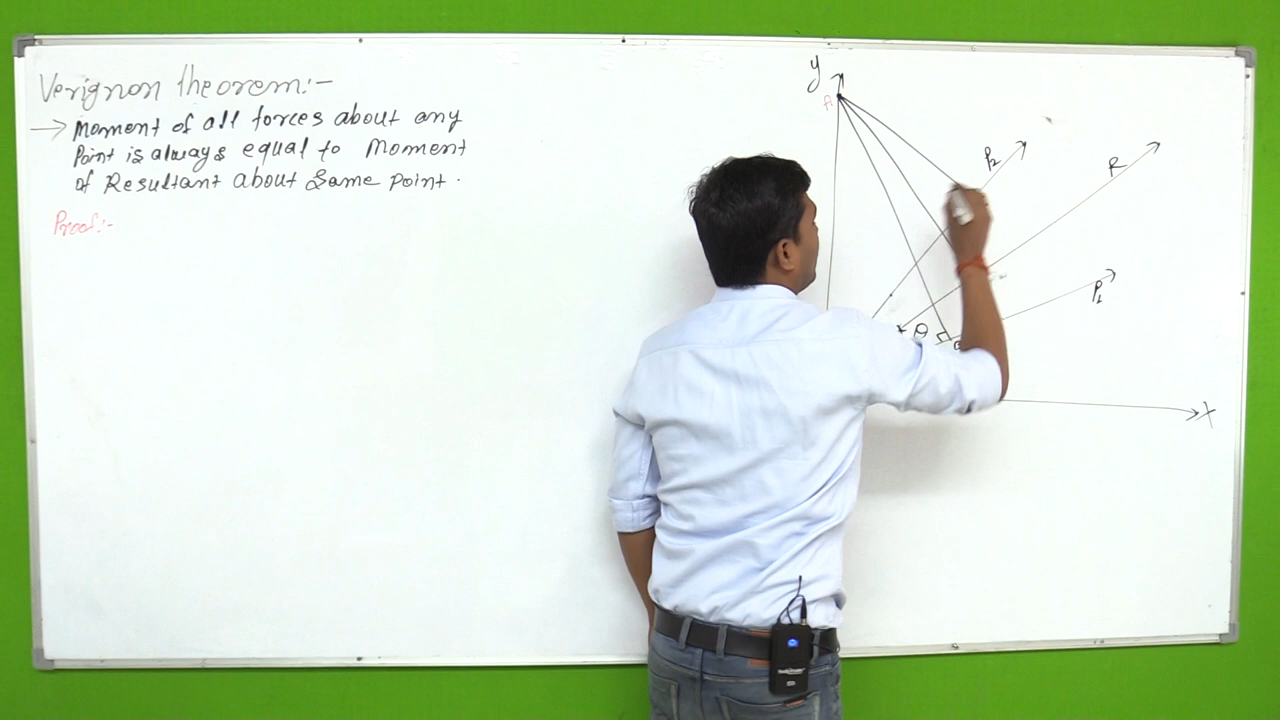 Verignon theorem:-
→ Moment of all forces about any
Point is always equal to Moment
of Resultant about Same Point.
Proof:-
y
A
P2
R
P1
θ
X